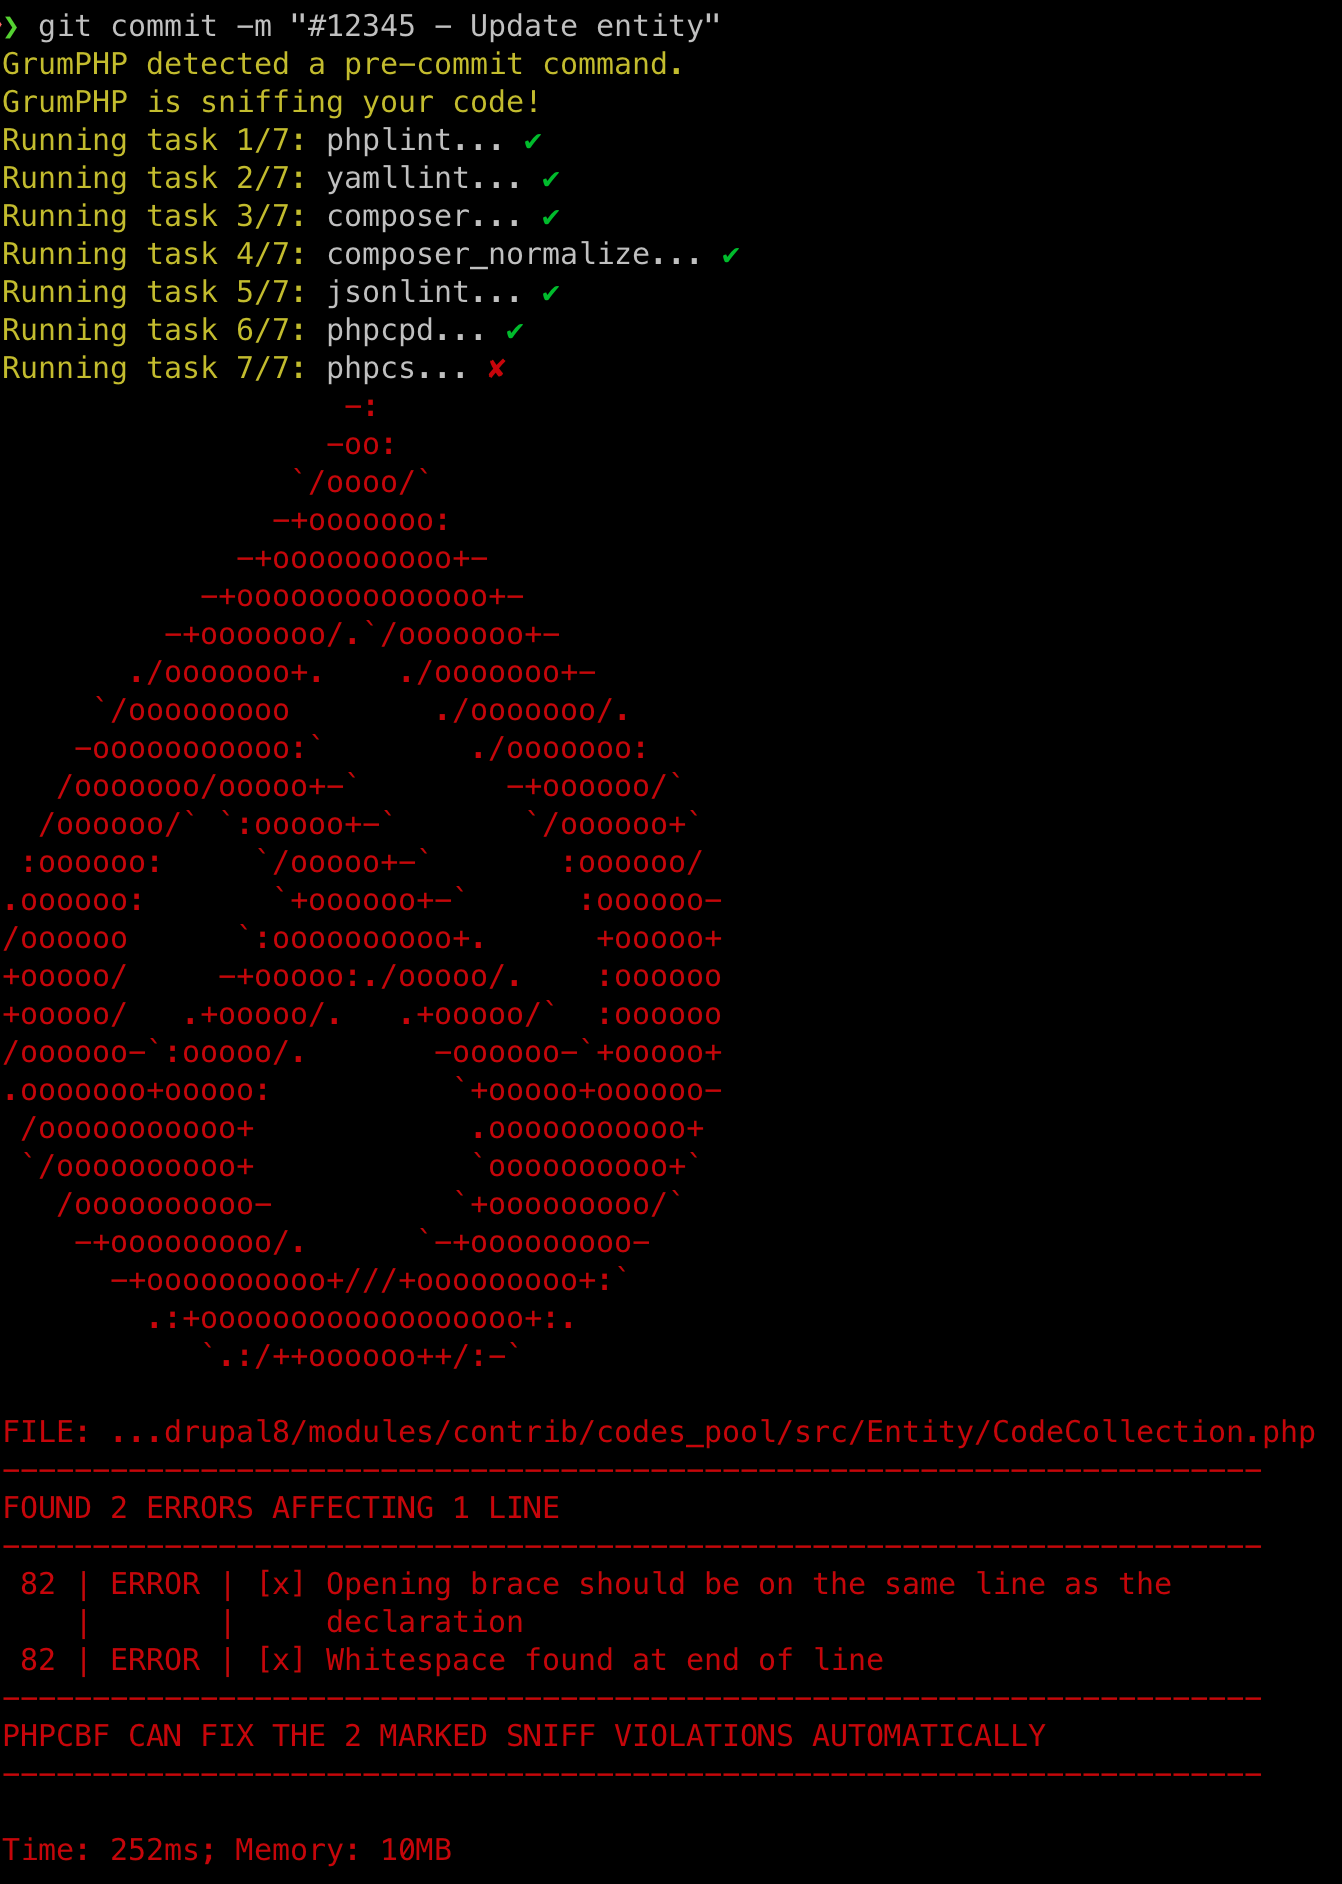 ❯ git commit -m "#12345 - Update entity"
GrumPHP detected a pre-commit command.
GrumPHP is sniffing your code!
Running task 1/7: phplint... ✔
Running task 2/7: yamllint... ✔
Running task 3/7: composer... ✔
Running task 4/7: composer_normalize... ✔
Running task 5/7: jsonlint... ✔
Running task 6/7: phpcpd... ✔
Running task 7/7: phpcs... ✘
                   -:
                  -oo:
                `/oooo/`
               -+ooooooo:
             -+oooooooooo+-
           -+oooooooooooooo+-
         -+ooooooo/.`/ooooooo+-
       ./ooooooo+.    ./ooooooo+-
     `/ooooooooo        ./ooooooo/.
    -ooooooooooo:`        ./ooooooo:
   /ooooooo/ooooo+-`        -+oooooo/`
  /oooooo/` `:ooooo+-`       `/oooooo+`
 :oooooo:     `/ooooo+-`       :oooooo/
.oooooo:       `+oooooo+-`      :oooooo-
/oooooo      `:oooooooooo+.      +ooooo+
+ooooo/     -+ooooo:./ooooo/.    :oooooo
+ooooo/   .+ooooo/.   .+ooooo/`  :oooooo
/oooooo-`:ooooo/.       -oooooo-`+ooooo+
.ooooooo+ooooo:          `+ooooo+oooooo-
 /ooooooooooo+            .ooooooooooo+
 `/oooooooooo+            `oooooooooo+`
   /oooooooooo-          `+ooooooooo/`
    -+ooooooooo/.      `-+ooooooooo-
      -+oooooooooo+///+ooooooooo+:`
        .:+oooooooooooooooooo+:.
           `.:/++oooooo++/:-`
FILE: ...drupal8/modules/contrib/codes_pool/src/Entity/CodeCollection.php
----------------------------------------------------------------------
FOUND 2 ERRORS AFFECTING 1 LINE
----------------------------------------------------------------------
 82 | ERROR | [x] Opening brace should be on the same line as the
    |       |     declaration
 82 | ERROR | [x] Whitespace found at end of line
----------------------------------------------------------------------
PHPCBF CAN FIX THE 2 MARKED SNIFF VIOLATIONS AUTOMATICALLY
----------------------------------------------------------------------
Time: 252ms; Memory: 10MB